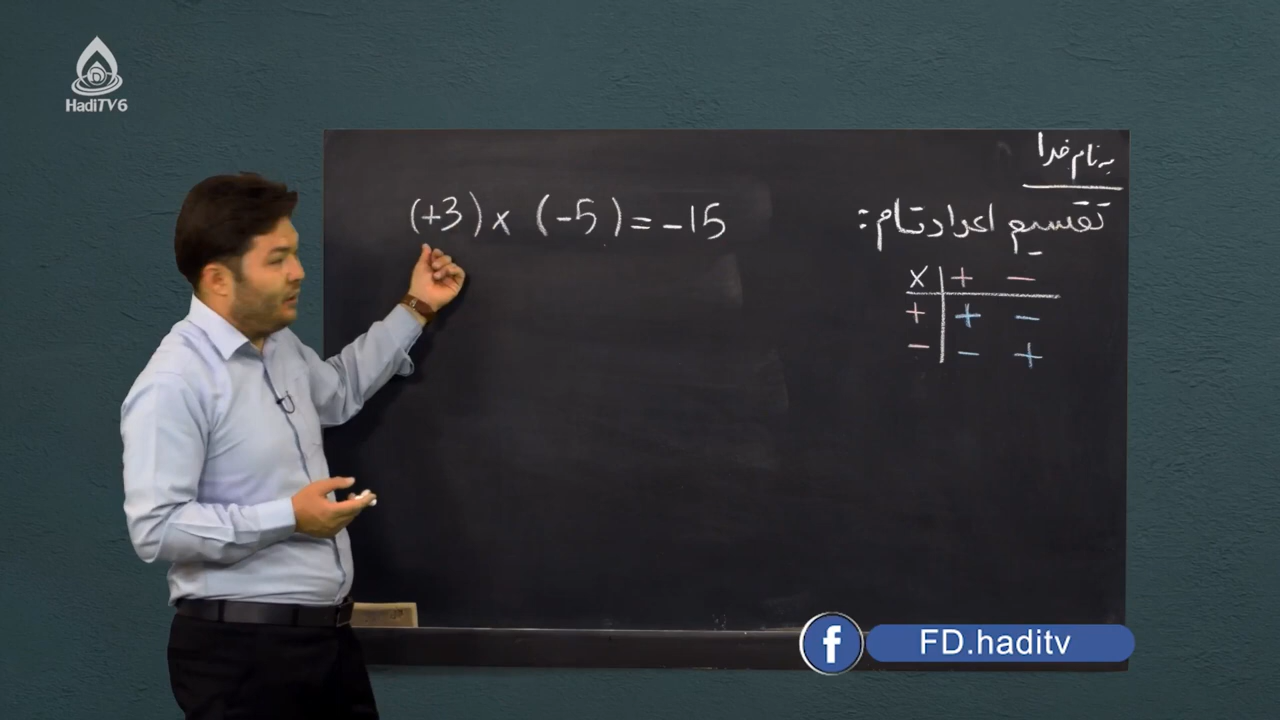 HadiTV6
به نام خدا
تقسیم اعداد تام :
(+3) × (-5) = -15
× | + −
+ | + −
− | − +
FD.haditv